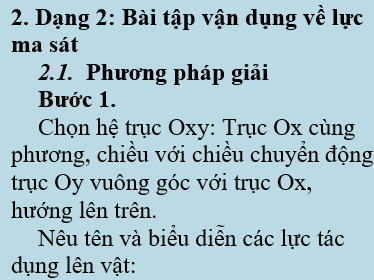 2. Dạng 2: Bài tập vận dụng về lực
ma sát
2.1. Phương pháp giải
Bước 1.
Chọn hệ trục Oxy: Trục Ox cùng
phương, chiều với chiều chuyển động
trục Oy vuông góc với trục Ox,
hướng lên trên.
Nêu tên và biểu diễn các lực tác
dụng lên vật: